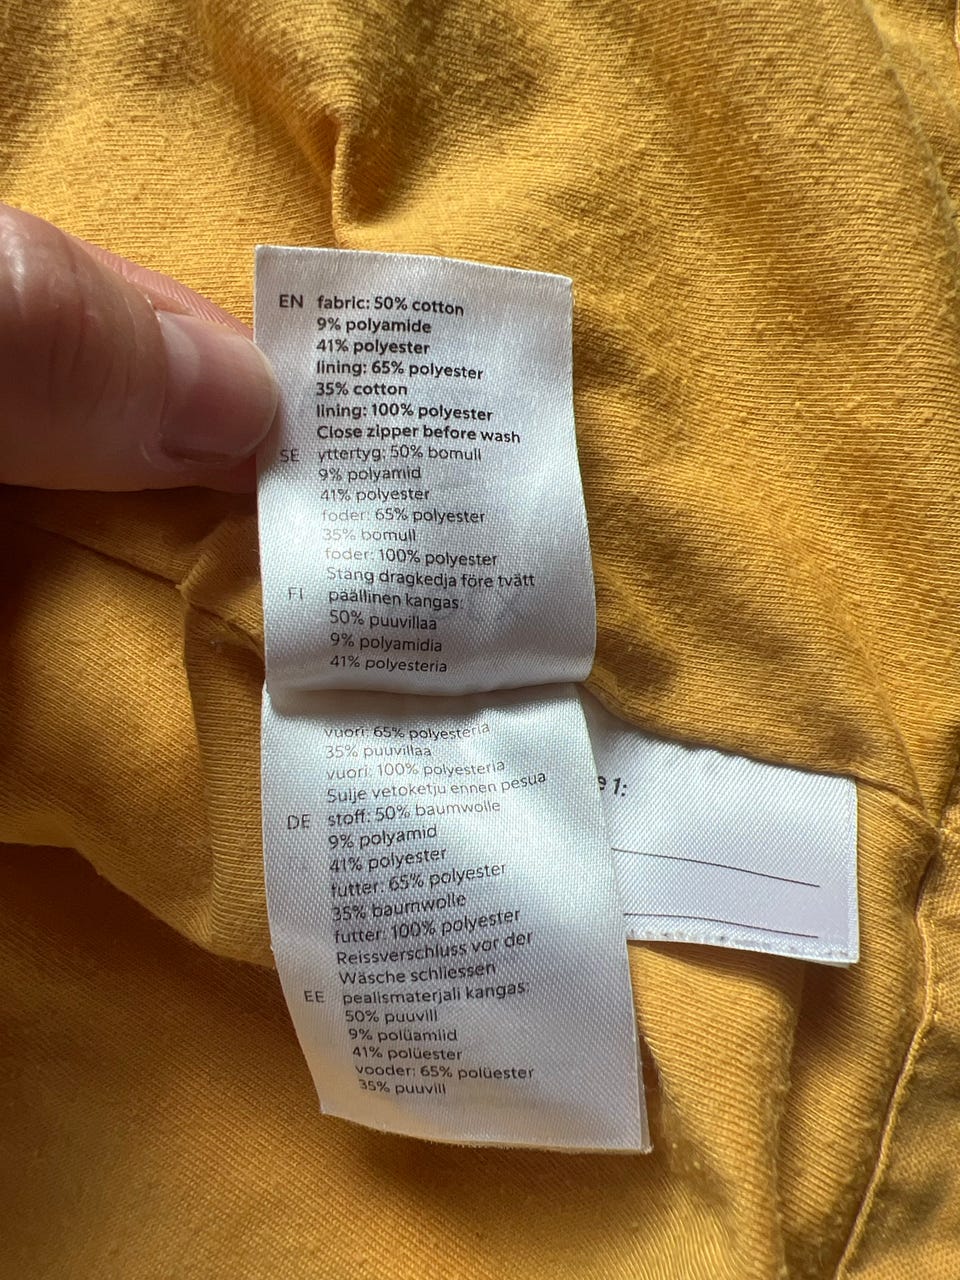 EN fabric: 50% cotton
9% polyamide
41% polyester
lining: 65% polyester
35% cotton
lining: 100% polyester
Close zipper before wash
SE yttertyg: 50% bomull
9% polyamid
41% polyester
foder: 65% polyester
35% bomull
foder: 100% polyester
Stäng dragkedja före tvätt
FI päällinen kangas:
50% puuvillaa
9% polyamidia
41% polyesteria
vuori: 65% polyesteria
35% puuvillaa
vuori: 100% polyesteria
Sulje vetoketju ennen pesua
DE stoff: 50% baumwolle
9% polyamid
41% polyester
futter: 65% polyester
35% baumwolle
futter: 100% polyester
Reissverschluss vor der
Wäsche schliessen
EE pealismaterjali kangas:
50% puuvill
9% polüamiid
41% polüester
vooder: 65% polüester
35% puuvill
e 1: